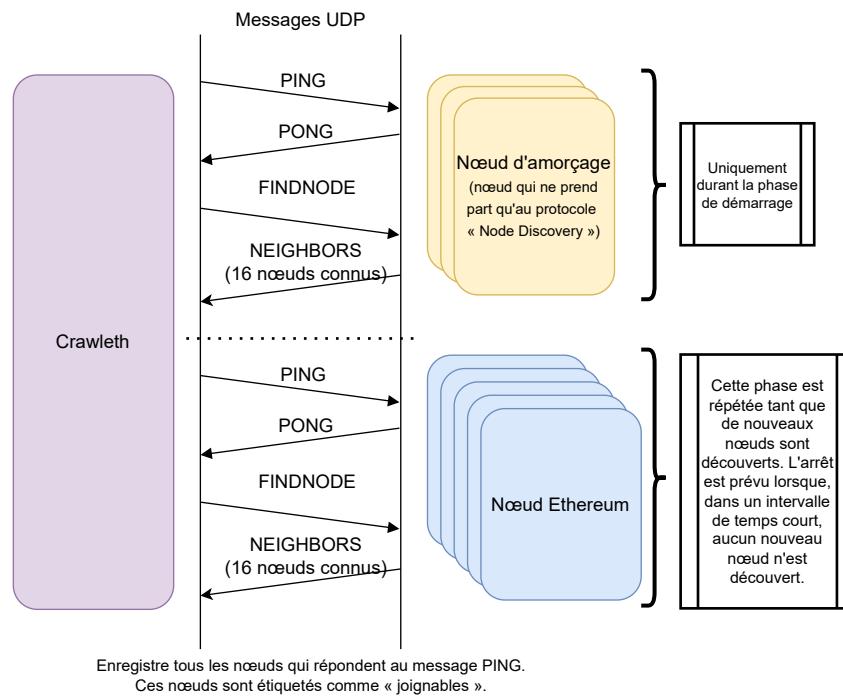 Messages UDP
Crawleth
PING
PONG
FINDNODE
NEIGHBORS
(16 nœuds connus)
Nœud d'amorçage
(nœud qui ne prend
part qu'au protocole
« Node Discovery »)
Uniquement
durant la phase
de démarrage
PING
PONG
FINDNODE
NEIGHBORS
(16 nœuds connus)
Nœud Ethereum
Cette phase est
répétée tant que
de nouveaux
nœuds sont
découverts. L'arrêt
est prévu lorsque,
dans un intervalle
de temps court,
aucun nouveau
nœud n'est
découvert.
Enregistre tous les nœuds qui répondent au message PING.
Ces nœuds sont étiquetés comme « joignables ».